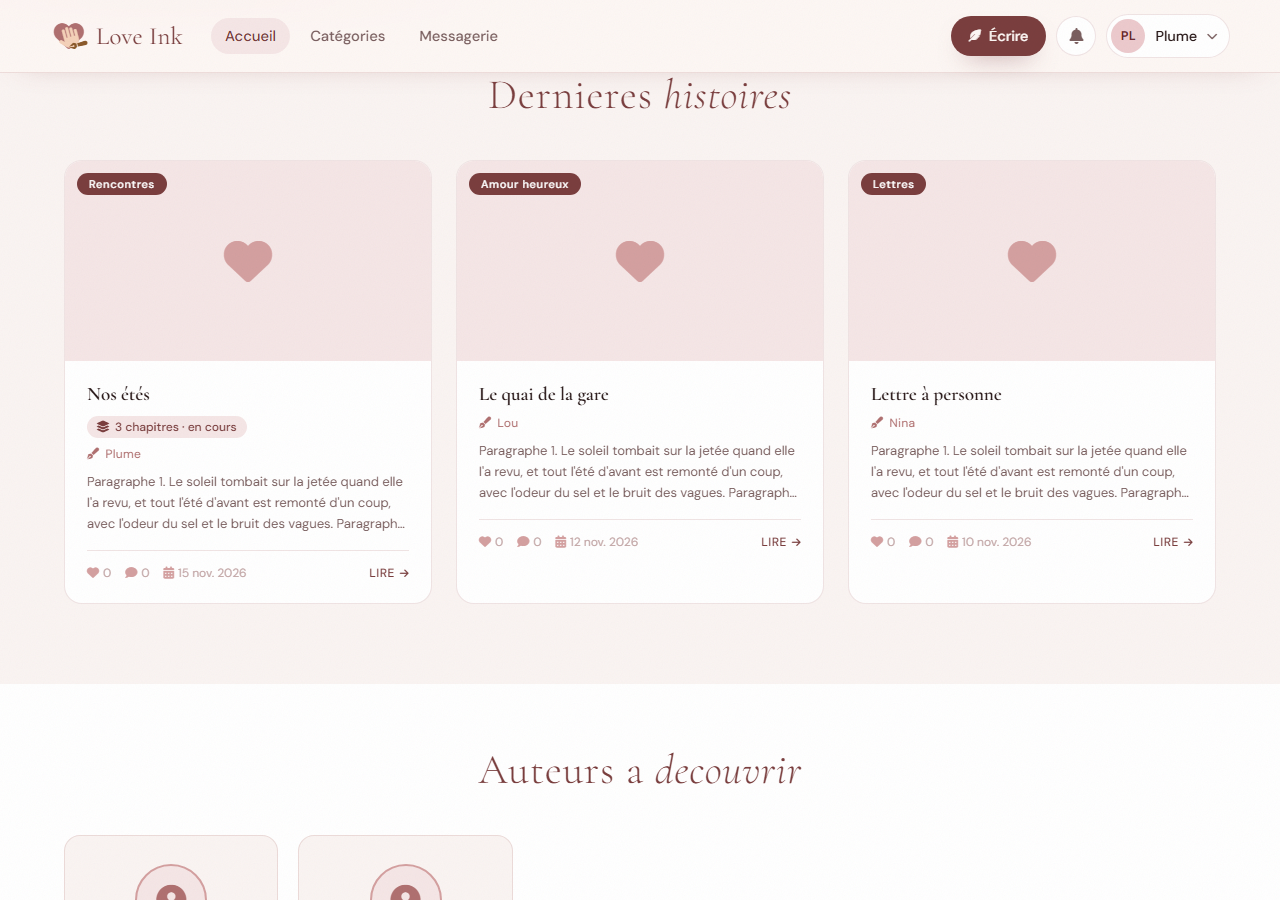 Love Ink
Accueil
Catégories
Messagerie
Écrire
PL
Plume
Dernieres histoires
Rencontres
Nos étés
3 chapitres · en cours
Plume
Paragraphe 1. Le soleil tombait sur la jetée quand elle
l'a revu, et tout l'été d'avant est remonté d'un coup,
avec l'odeur du sel et le bruit des vagues. Paragraph…
0 0 15 nov. 2026 LIRE →
Amour heureux
Le quai de la gare
Lou
Paragraphe 1. Le soleil tombait sur la jetée quand elle
l'a revu, et tout l'été d'avant est remonté d'un coup,
avec l'odeur du sel et le bruit des vagues. Paragraph…
0 0 12 nov. 2026 LIRE →
Lettres
Lettre à personne
Nina
Paragraphe 1. Le soleil tombait sur la jetée quand elle
l'a revu, et tout l'été d'avant est remonté d'un coup,
avec l'odeur du sel et le bruit des vagues. Paragraph…
0 0 10 nov. 2026 LIRE →
Auteurs a decouvrir